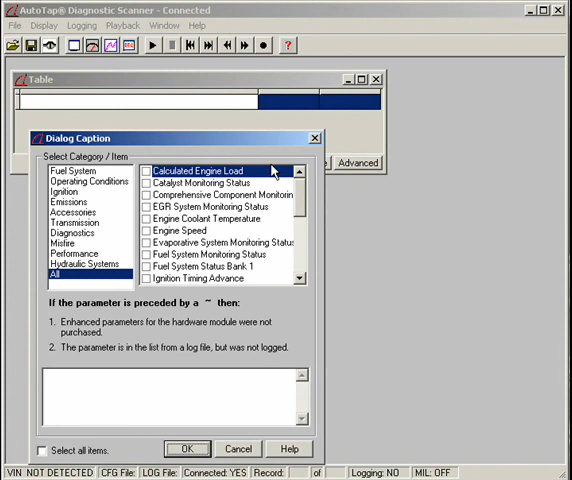 AutoTap® Diagnostic Scanner - Connected
File Display Logging Playback Window Help
Table
Advanced
Dialog Caption
Select Category / Item
Fuel System
Operating Conditions
Ignition
Emissions
Accessories
Transmission
Diagnostics
Misfire
Performance
Hydraulic Systems
All
Calculated Engine Load
Catalyst Monitoring Status
Comprehensive Component Monitorin
EGR System Monitoring Status
Engine Coolant Temperature
Engine Speed
Evaporative System Monitoring Status
Fuel System Monitoring Status
Fuel System Status Bank 1
Ignition Timing Advance
If the parameter is preceded by a ~ then:
1. Enhanced parameters for the hardware module were not
purchased.
2. The parameter is in the list from a log file, but was not logged.
Select all items.
OK Cancel Help
VIN NOT DETECTED CFG File: LOG File: Connected: YES Record: of Logging: NO MIL: OFF